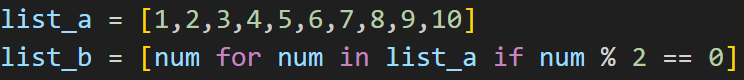 list_a = [1,2,3,4,5,6,7,8,9,10]
list_b = [num for num in list_a if num % 2 == 0]